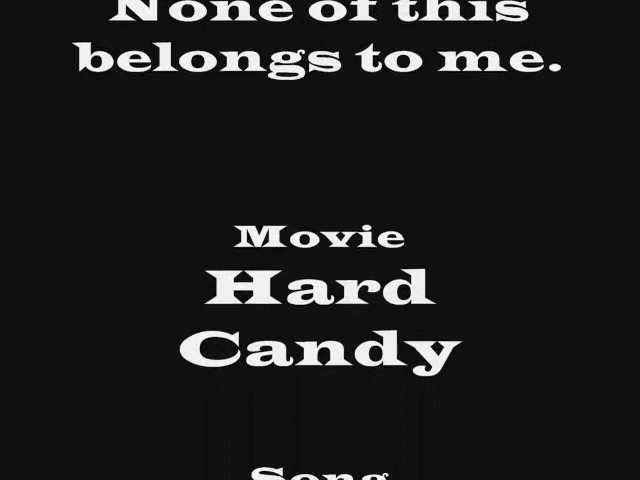 None of this
belongs to me.
Movie
Hard
Candy
Song